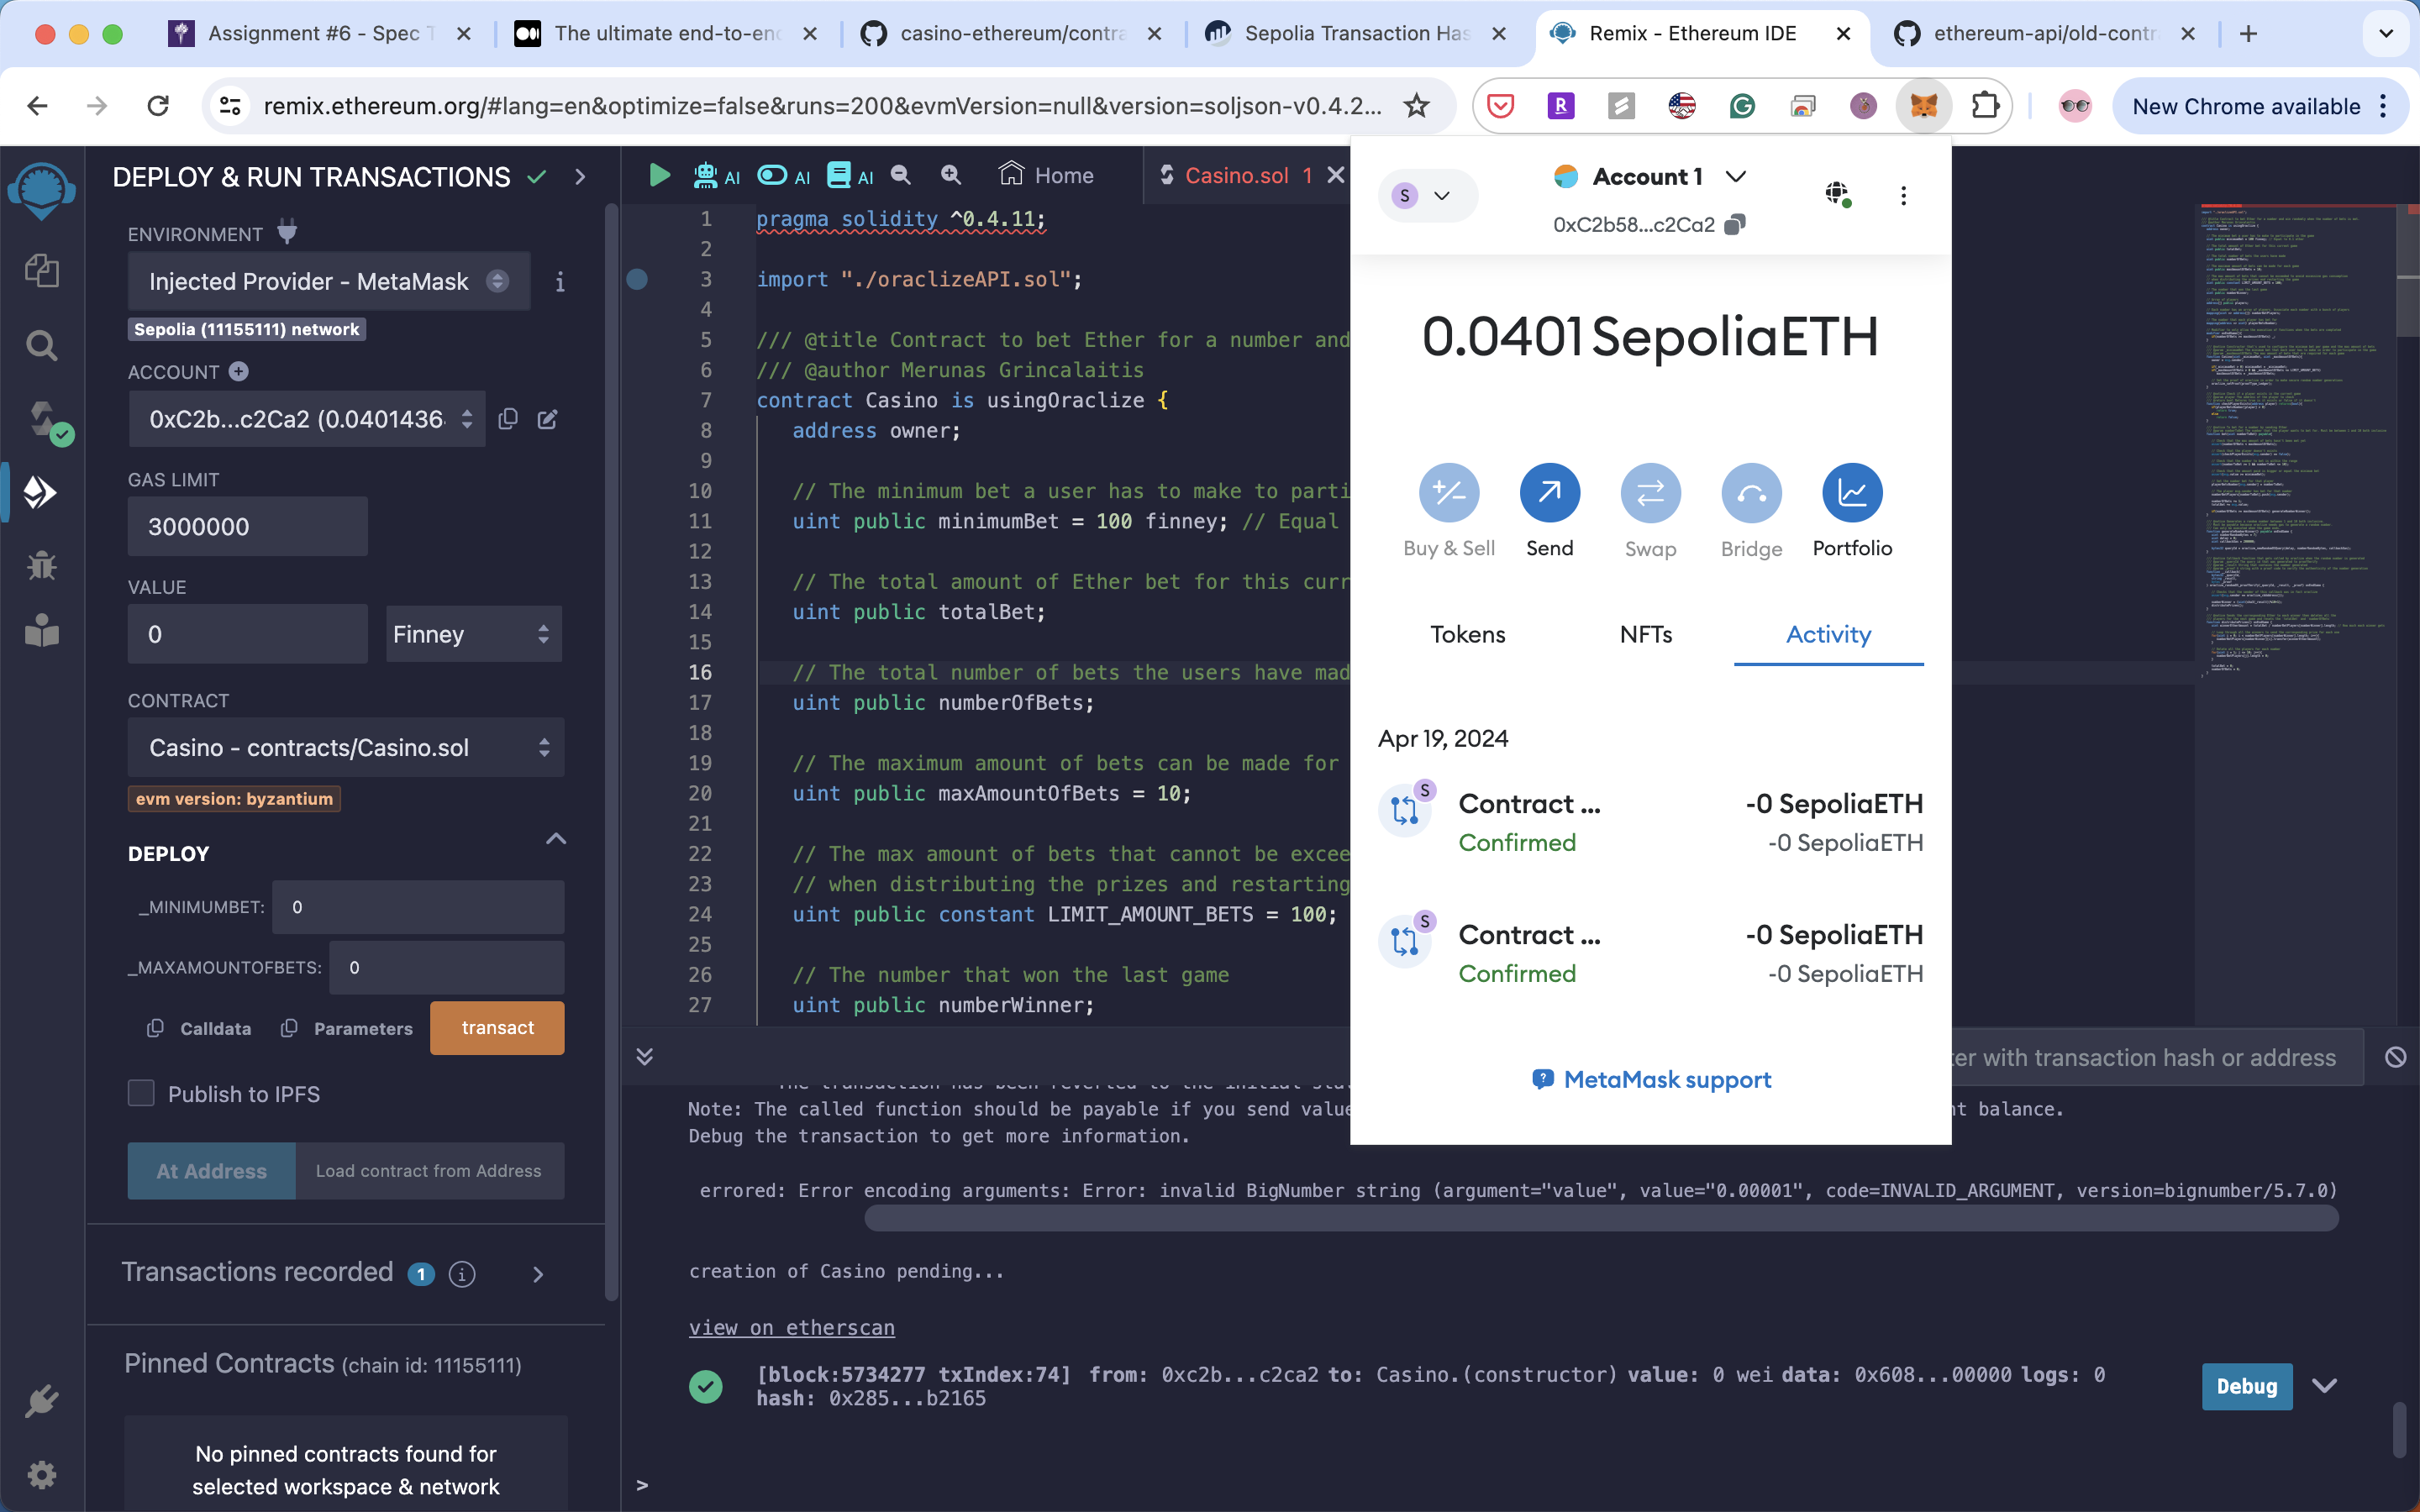 Assignment #6 - Spec T
The ultimate end-to-end
casino-ethereum/contra
Sepolia Transaction Has
Remix - Ethereum IDE
ethereum-api/old-contr
remix.ethereum.org/#lang=en&optimize=false&runs=200&evmVersion=null&version=soljson-v0.4.2...
New Chrome available
DEPLOY & RUN TRANSACTIONS
ENVIRONMENT
Injected Provider - MetaMask
i
Sepolia (11155111) network
ACCOUNT
0xC2b...c2Ca2 (0.0401436
GAS LIMIT
3000000
VALUE
0
Finney
CONTRACT
Casino - contracts/Casino.sol
evm version: byzantium
DEPLOY
_MINIMUMBET:
0
_MAXAMOUNTOFBETS:
0
Calldata
Parameters
transact
Publish to IPFS
At Address
Load contract from Address
Transactions recorded 1 i
Pinned Contracts (chain id: 11155111)
No pinned contracts found for
selected workspace & network
AI AI AI
Home
Casino.sol 1
1 pragma solidity ^0.4.11;
2
3 import "./oraclizeAPI.sol";
4
5 /// @title Contract to bet Ether for a number and
6 /// @author Merunas Grincalaitis
7 contract Casino is usingOraclize {
8 address owner;
9
10 // The minimum bet a user has to make to parti
11 uint public minimumBet = 100 finney; // Equal
12
13 // The total amount of Ether bet for this curr
14 uint public totalBet;
15
16 // The total number of bets the users have mad
17 uint public numberOfBets;
18
19 // The maximum amount of bets can be made for
20 uint public maxAmountOfBets = 10;
21
22 // The max amount of bets that cannot be excee
23 // when distributing the prizes and restarting
24 uint public constant LIMIT_AMOUNT_BETS = 100;
25
26 // The number that won the last game
27 uint public numberWinner;
S
Account 1
0xC2b58...c2Ca2
0.0401 SepoliaETH
Buy & Sell
Send
Swap
Bridge
Portfolio
Tokens
NFTs
Activity
Apr 19, 2024
S
Contract ...
-0 SepoliaETH
Confirmed
-0 SepoliaETH
S
Contract ...
-0 SepoliaETH
Confirmed
-0 SepoliaETH
MetaMask support
ter with transaction hash or address
The transaction has been reverted to the initial sta
Note: The called function should be payable if you send value
nt balance.
Debug the transaction to get more information.
errored: Error encoding arguments: Error: invalid BigNumber string (argument="value", value="0.00001", code=INVALID_ARGUMENT, version=bignumber/5.7.0)
creation of Casino pending...
view on etherscan
[block:5734277 txIndex:74] from: 0xc2b...c2ca2 to: Casino.(constructor) value: 0 wei data: 0x608...00000 logs: 0
hash: 0x285...b2165
Debug
>